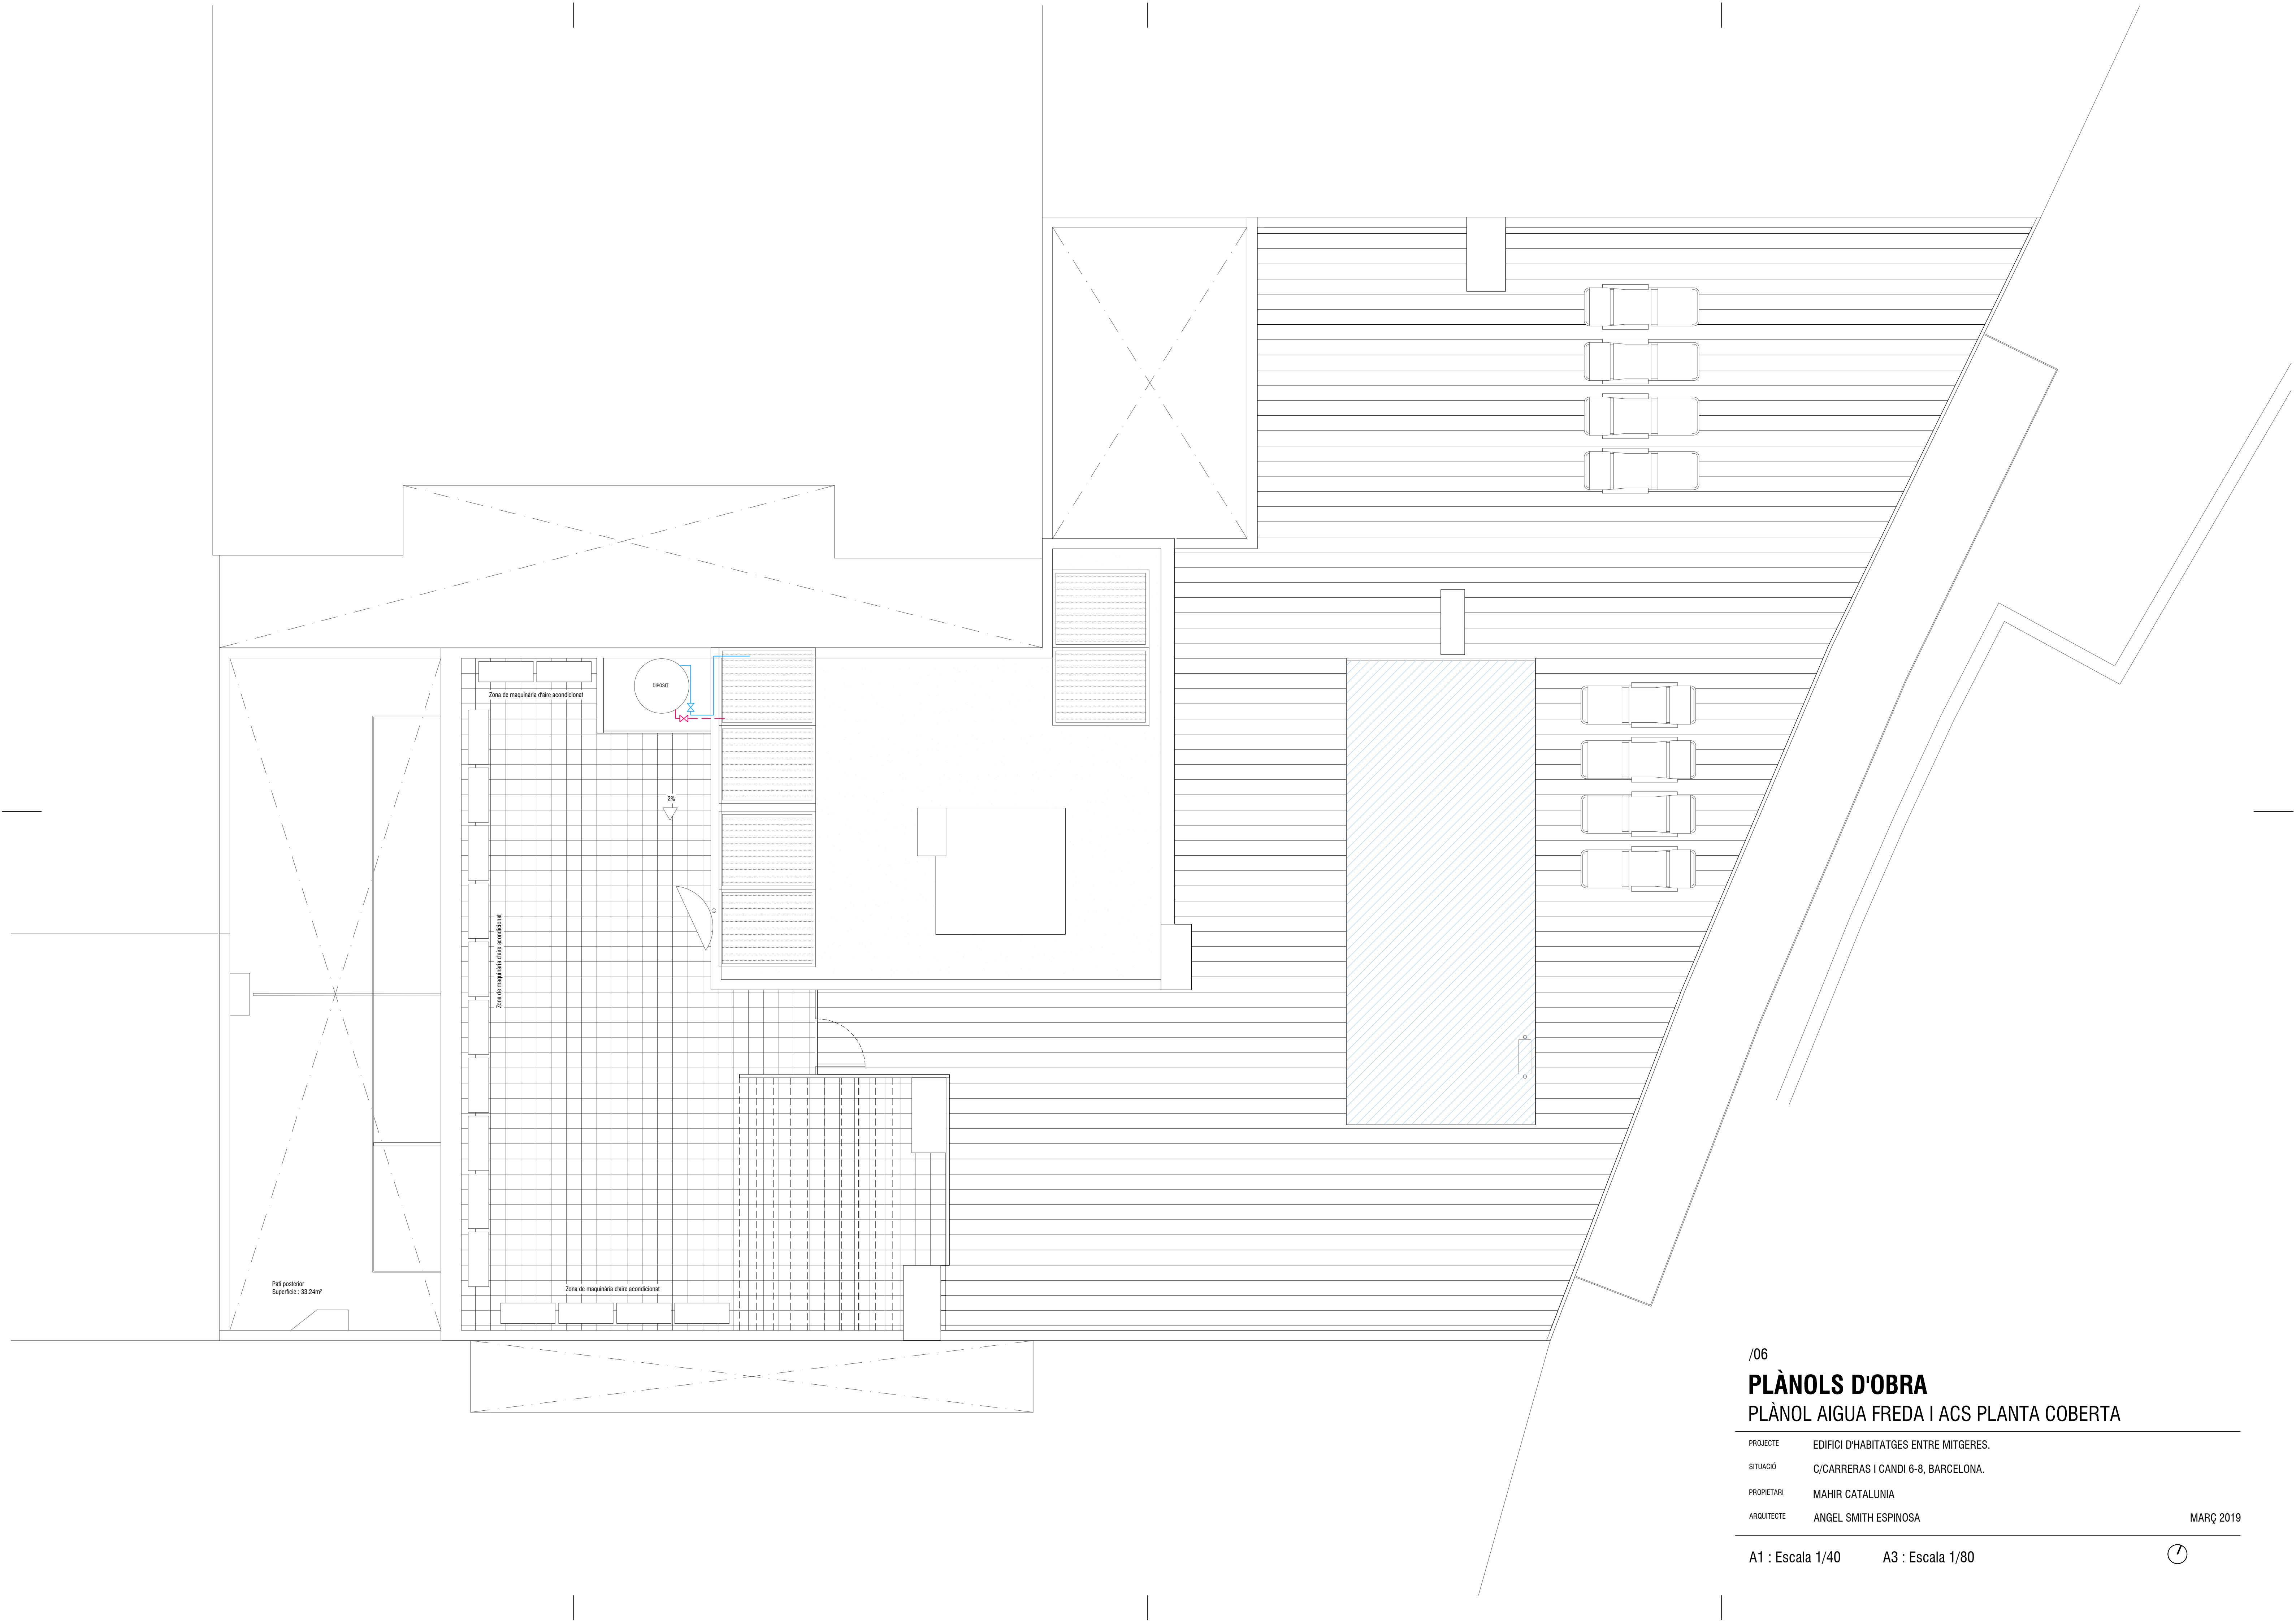 DIPOSIT
Zona de maquinària d'aire acondicionat
2%
Zona de maquinària d'aire acondicionat
Pati posterior
Superfície : 33.24m²
Zona de maquinària d'aire acondicionat
/06
PLÀNOLS D'OBRA
PLÀNOL AIGUA FREDA I ACS PLANTA COBERTA
PROJECTE EDIFICI D'HABITATGES ENTRE MITGERES.
SITUACIÓ C/CARRERAS I CANDI 6-8, BARCELONA.
PROPIETARI MAHIR CATALUNIA
ARQUITECTE ANGEL SMITH ESPINOSA MARÇ 2019
A1 : Escala 1/40 A3 : Escala 1/80